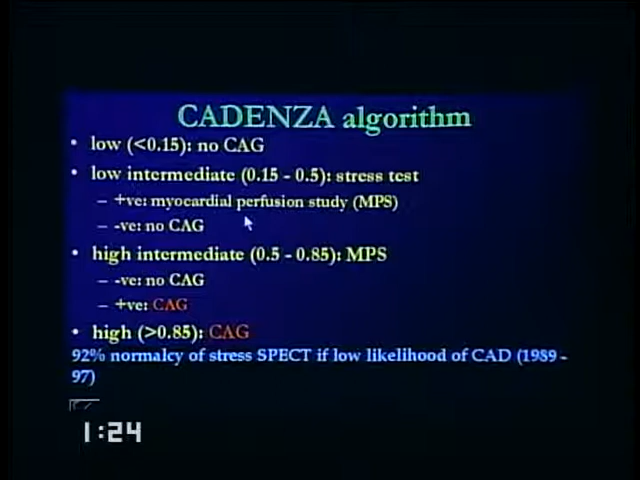 CADENZA algorithm
• low (<0.15): no CAG
• low intermediate (0.15 - 0.5): stress test
– +ve: myocardial perfusion study (MPS)
– -ve: no CAG
• high intermediate (0.5 - 0.85): MPS
– -ve: no CAG
– +ve: CAG
• high (>0.85): CAG
92% normalcy of stress SPECT if low likelihood of CAD (1989 -
97)
1:24